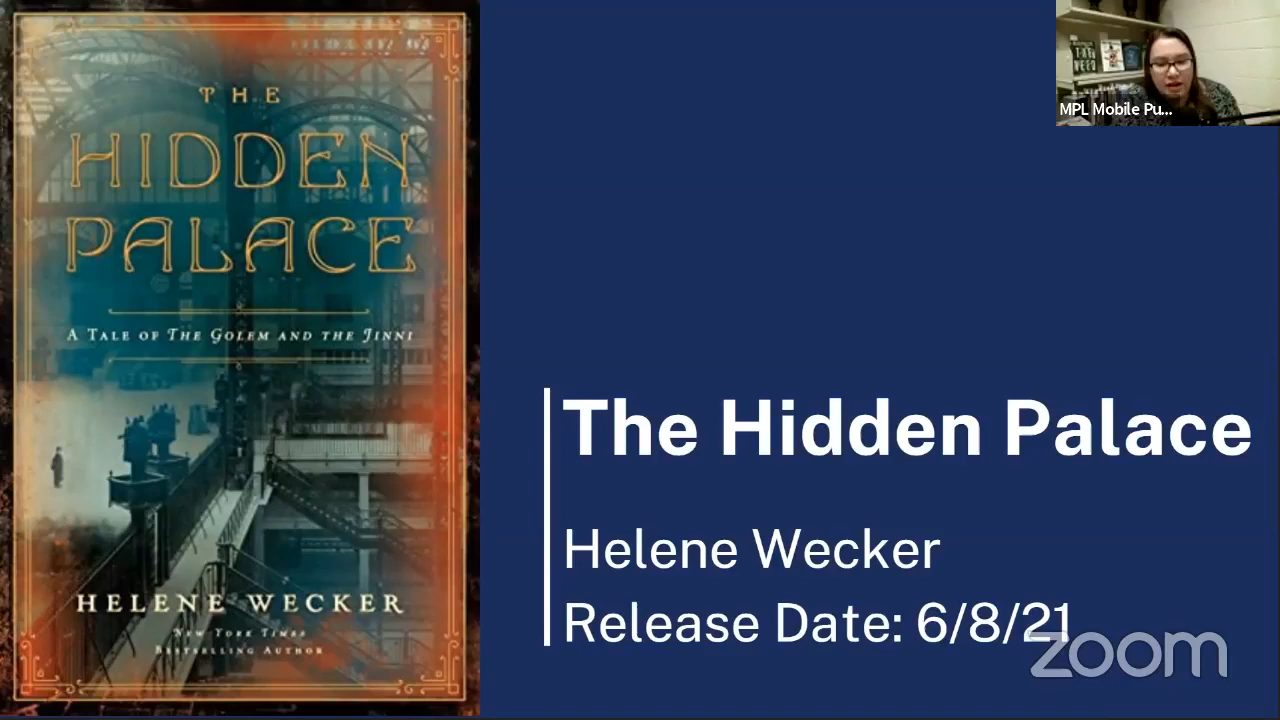 THE
HIDDEN
PALACE
A TALE OF THE GOLEM AND THE JINNI
HELENE WECKER
NEW YORK TIMES
BESTSELLING AUTHOR
The Hidden Palace
Helene Wecker
Release Date: 6/8/21
zoom
MPL Mobile Pu...